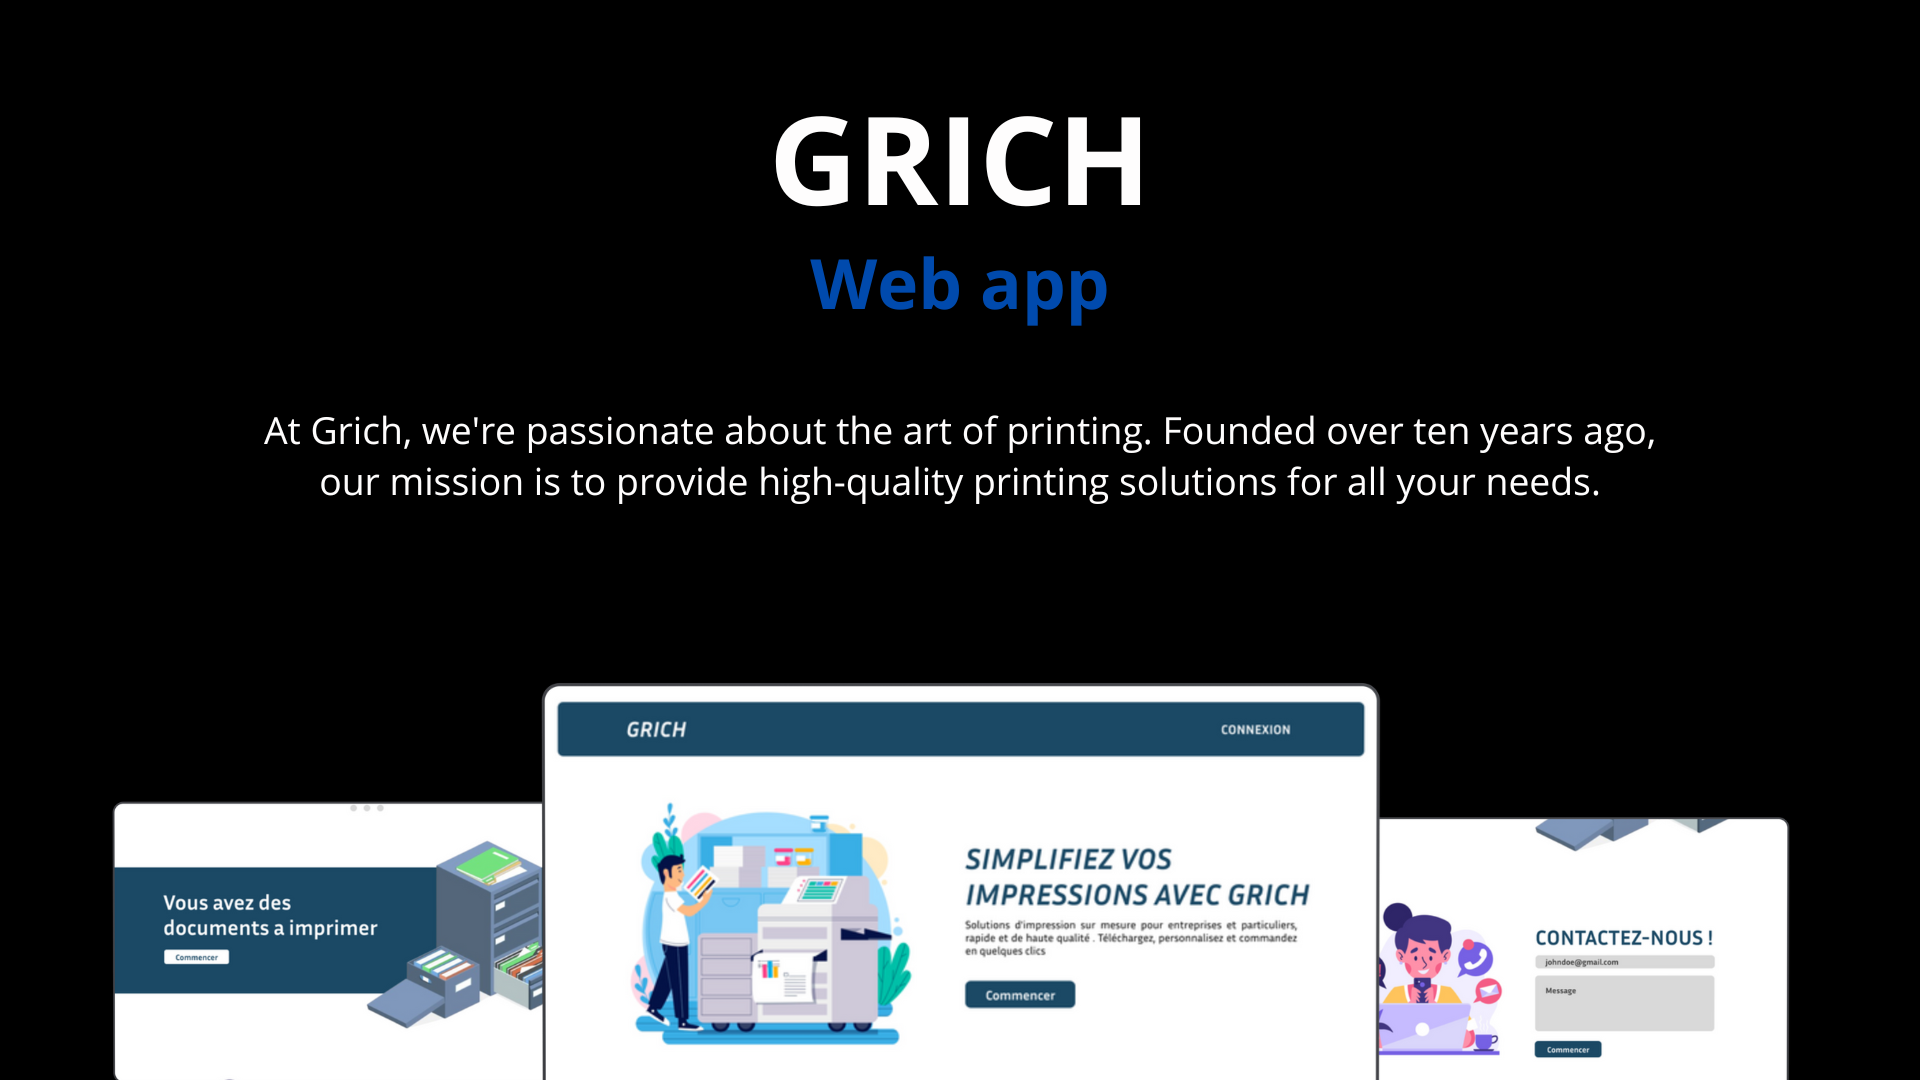 GRICH
Web app
At Grich, we're passionate about the art of printing. Founded over ten years ago,
our mission is to provide high-quality printing solutions for all your needs.
GRICH
CONNEXION
SIMPLIFIEZ VOS
IMPRESSIONS AVEC GRICH
Solutions d'impression sur mesure pour entreprises et particuliers,
rapide et de haute qualité . Téléchargez, personnalisez et commandez
en quelques clics
Commencer
Vous avez des
documents a imprimer
Commencer
CONTACTEZ-NOUS !
johndoe@gmail.com
Message
Commencer